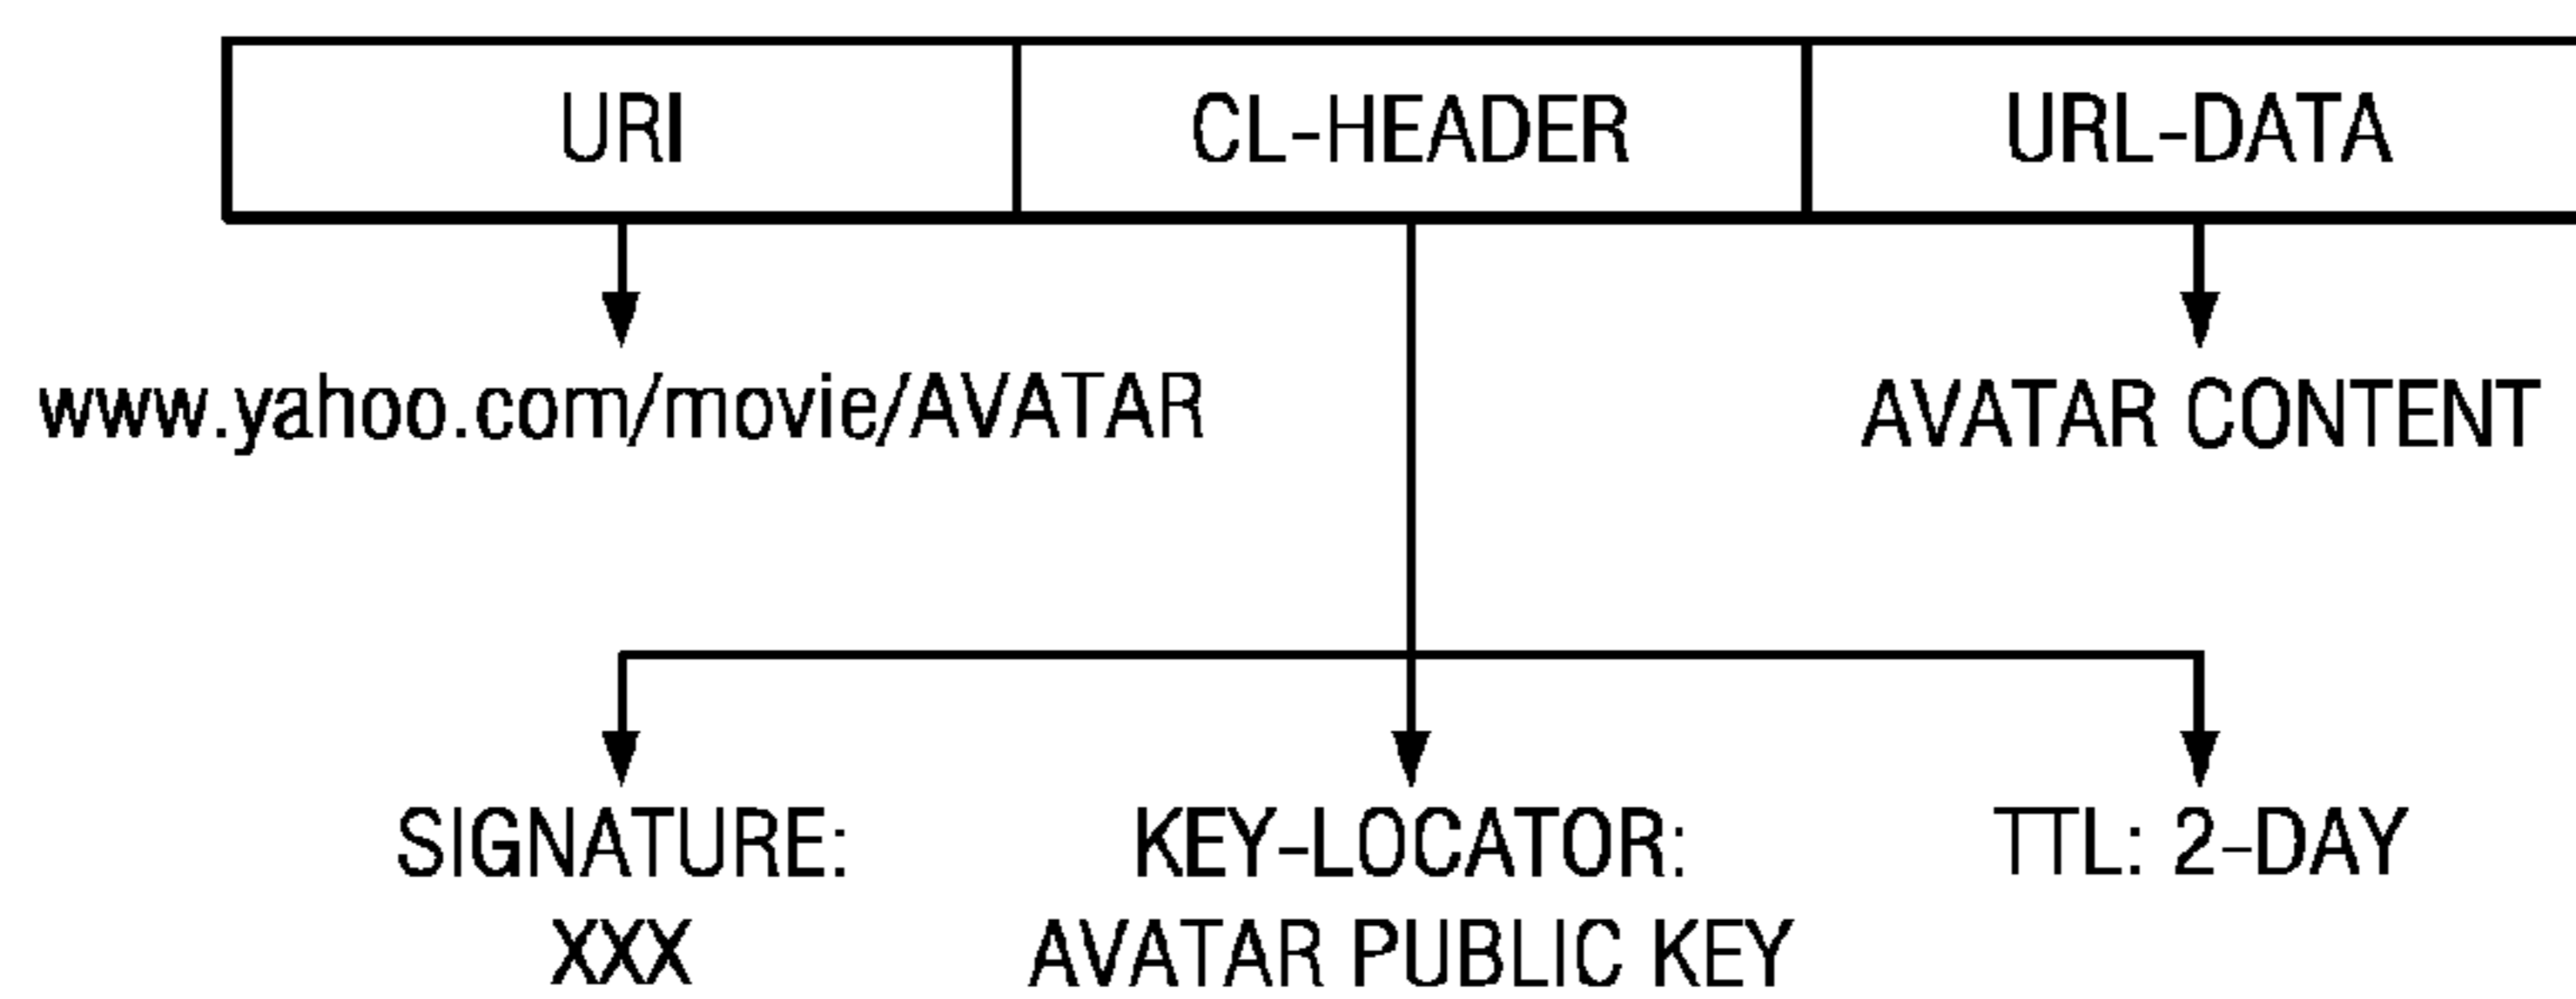 URI
CL-HEADER
URL-DATA
www.yahoo.com/movie/AVATAR
AVATAR CONTENT
SIGNATURE:
XXX
KEY-LOCATOR:
AVATAR PUBLIC KEY
TTL: 2-DAY